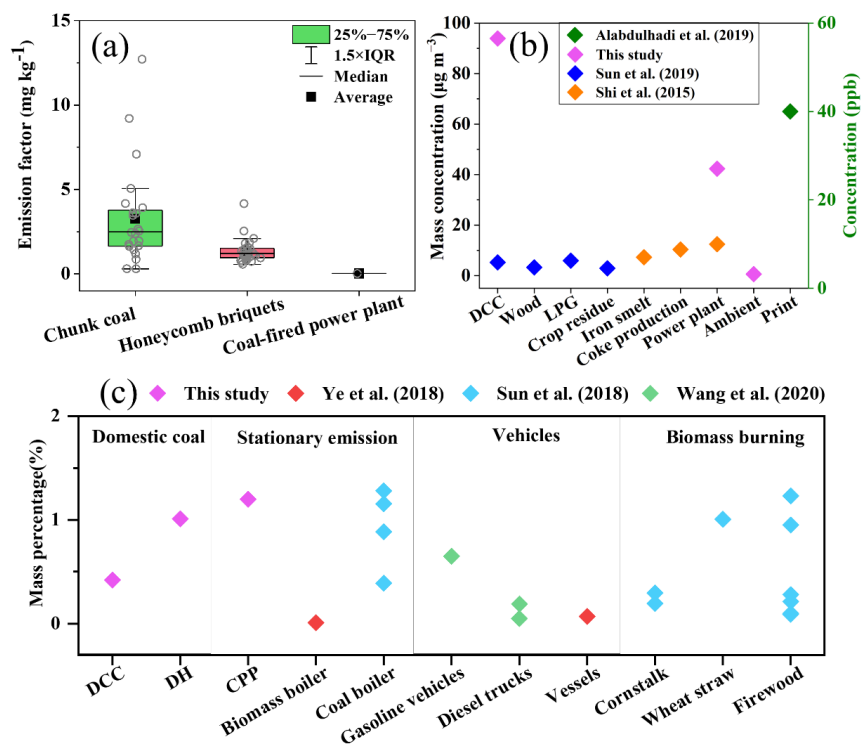 (a)
25%−75%
1.5×IQR
Median
Average
Emission factor (mg kg⁻¹)
15
10
5
0
Chunk coal
Honeycomb briquets
Coal-fired power plant
(b)
Alabdulhadi et al. (2019)
This study
Sun et al. (2019)
Shi et al. (2015)
Mass concentration (μg m⁻³)
100
80
60
40
20
0
Concentration (ppb)
60
40
20
0
DCC
Wood
LPG
Crop residue
Iron smelt
Coke production
Power plant
Ambient
Print
(c)
This study
Ye et al. (2018)
Sun et al. (2018)
Wang et al. (2020)
Mass percentage(%)
2
1
0
Domestic coal
Stationary emission
Vehicles
Biomass burning
DCC
DH
CPP
Biomass boiler
Coal boiler
Gasoline vehicles
Diesel trucks
Vessels
Cornstalk
Wheat straw
Firewood